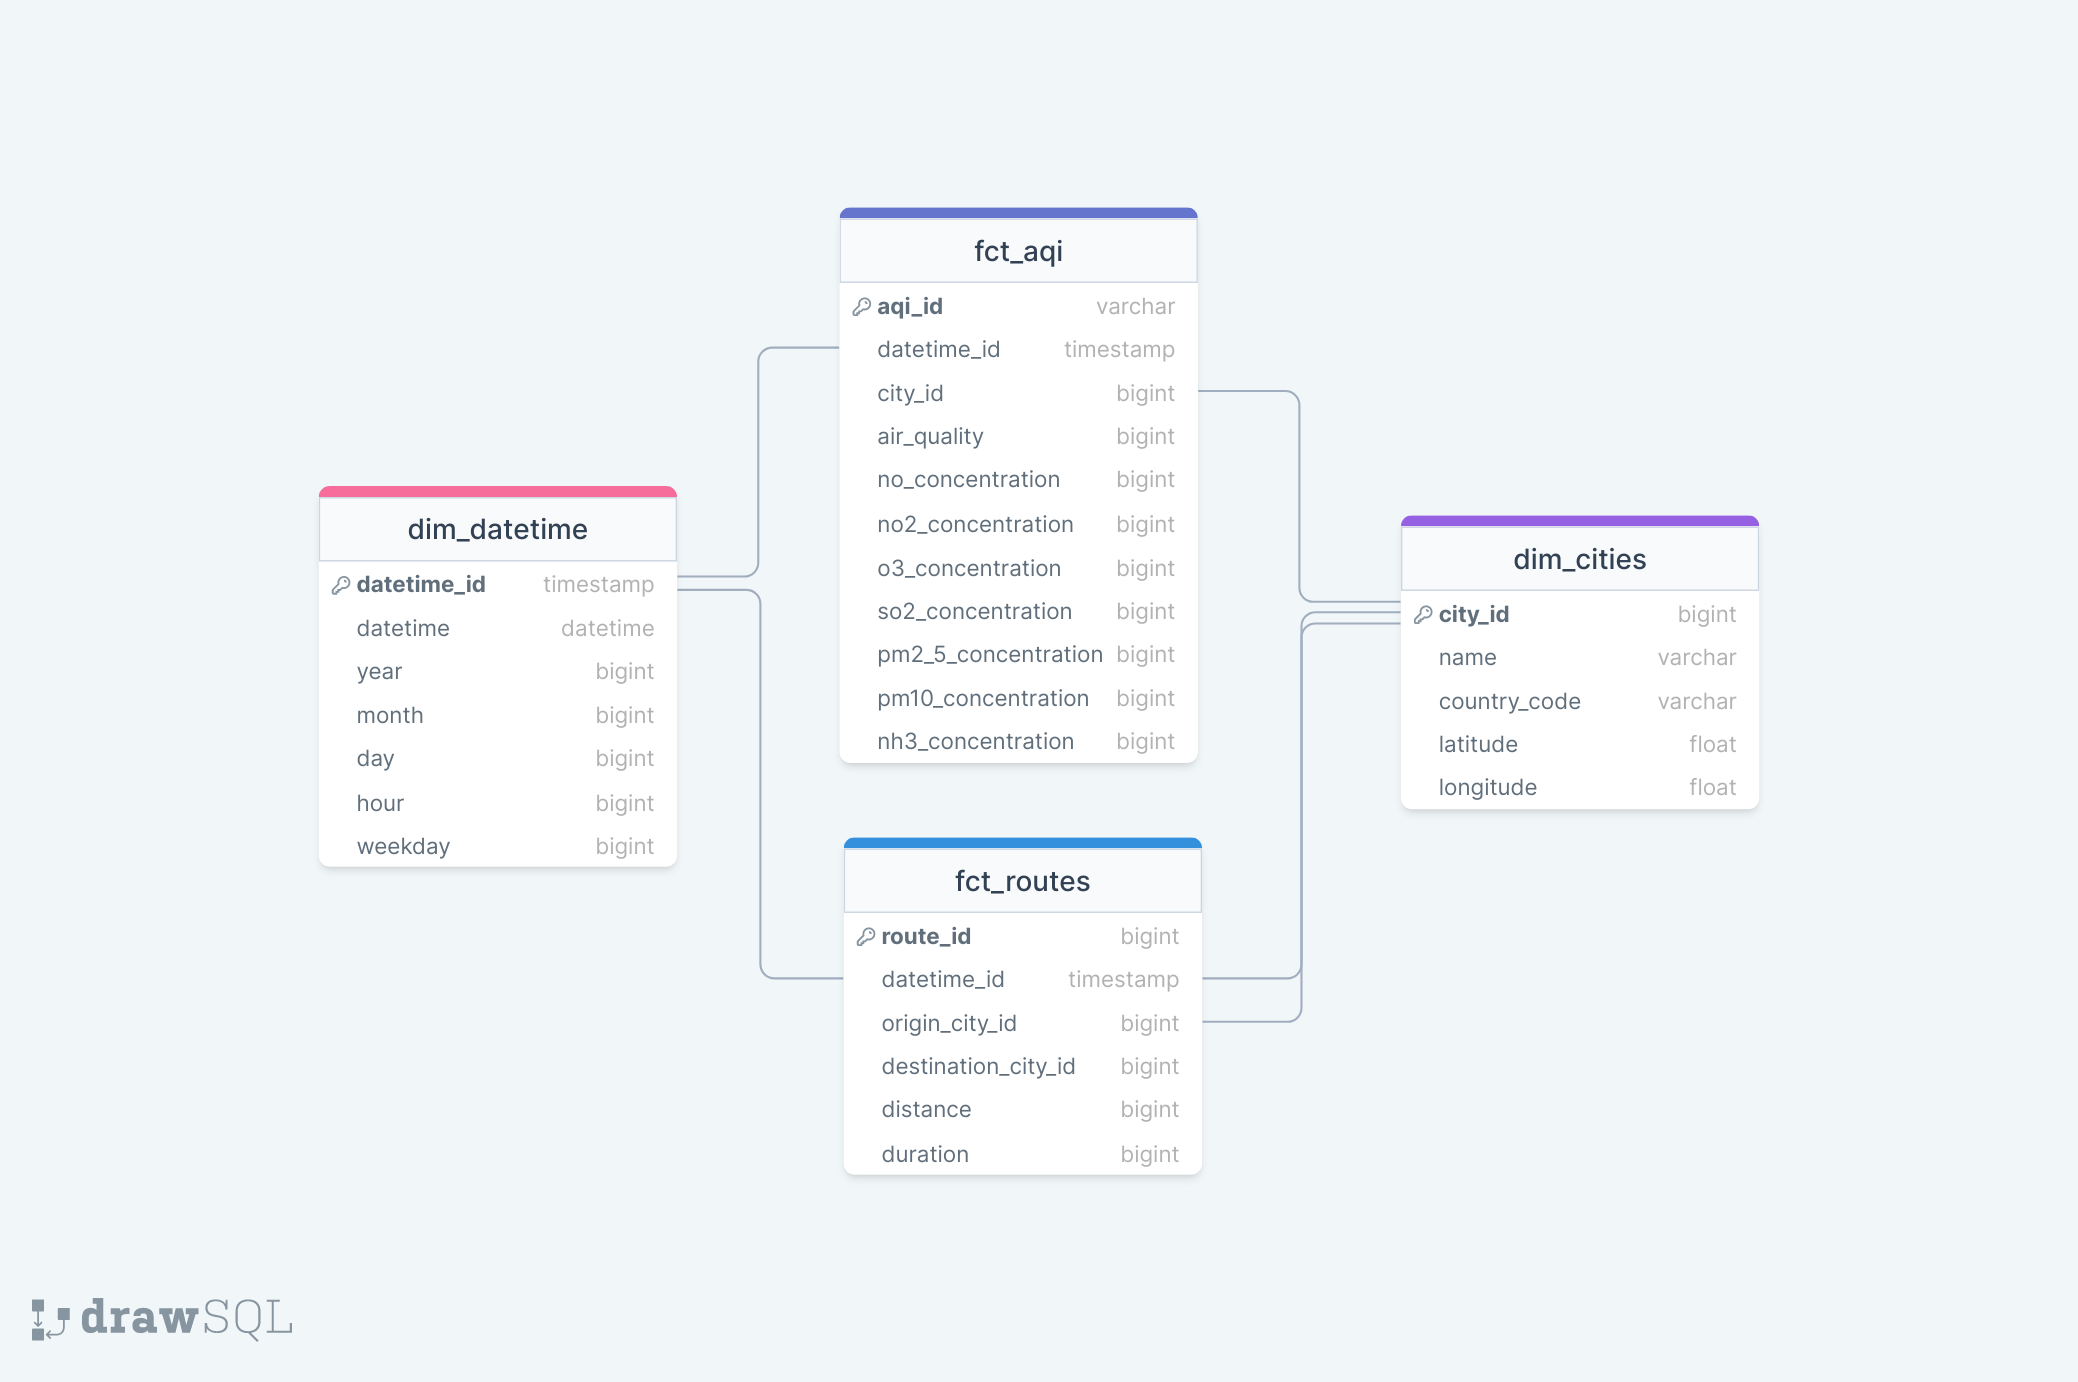 fct_aqi
aqi_id varchar
datetime_id timestamp
city_id bigint
air_quality bigint
no_concentration bigint
no2_concentration bigint
o3_concentration bigint
so2_concentration bigint
pm2_5_concentration bigint
pm10_concentration bigint
nh3_concentration bigint
dim_datetime
datetime_id timestamp
datetime datetime
year bigint
month bigint
day bigint
hour bigint
weekday bigint
dim_cities
city_id bigint
name varchar
country_code varchar
latitude float
longitude float
fct_routes
route_id bigint
datetime_id timestamp
origin_city_id bigint
destination_city_id bigint
distance bigint
duration bigint
drawSQL